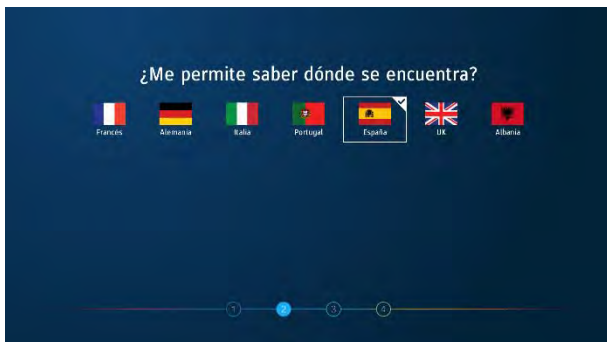 ¿Me permite saber dónde se encuentra?
Francés Alemania Italia Portugal España UK Albania
1 2 3 4